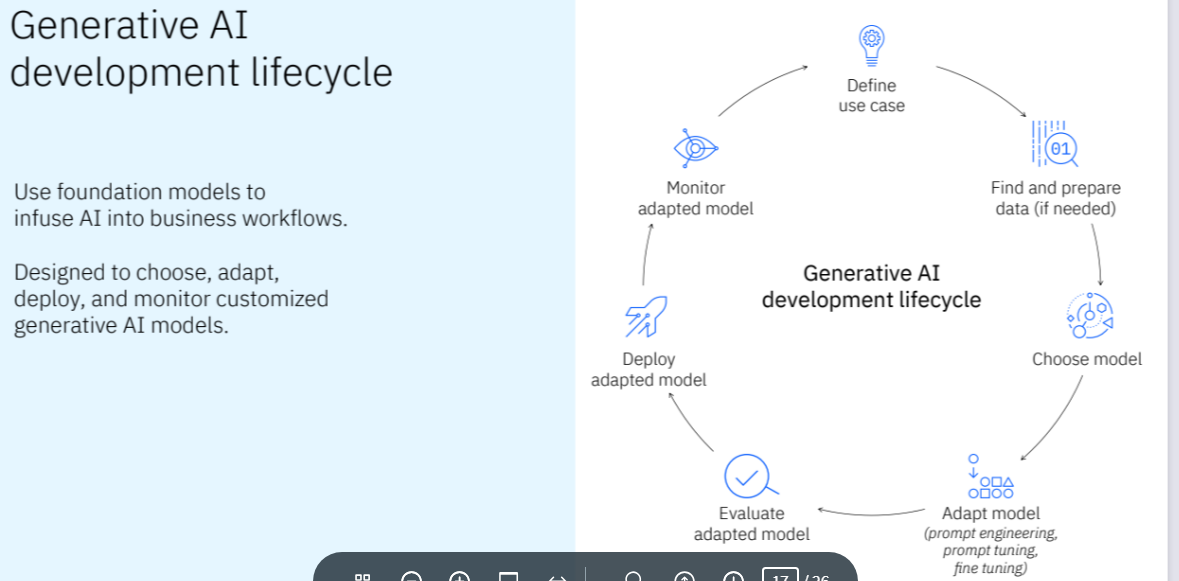 Generative AI
development lifecycle
Use foundation models to
infuse AI into business workflows.
Designed to choose, adapt,
deploy, and monitor customized
generative AI models.
Define
use case
01
Find and prepare
data (if needed)
Choose model
Adapt model
(prompt engineering,
prompt tuning,
fine tuning)
Evaluate
adapted model
Deploy
adapted model
Monitor
adapted model
Generative AI
development lifecycle
17 / 26